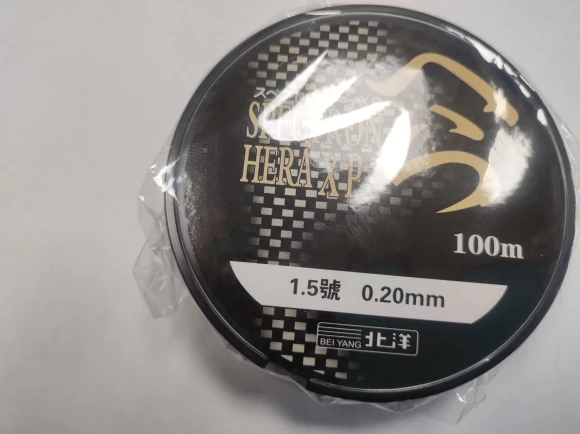 HERA X P
100m
1.5號 0.20mm
BEI YANG 北洋